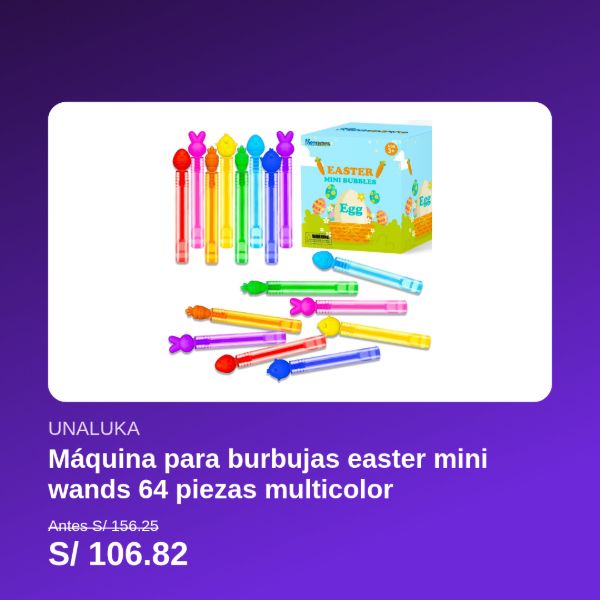 EASTER
MINI BUBBLES
Egg
UNALUKA
Máquina para burbujas easter mini
wands 64 piezas multicolor
Antes S/ 156.25
S/ 106.82